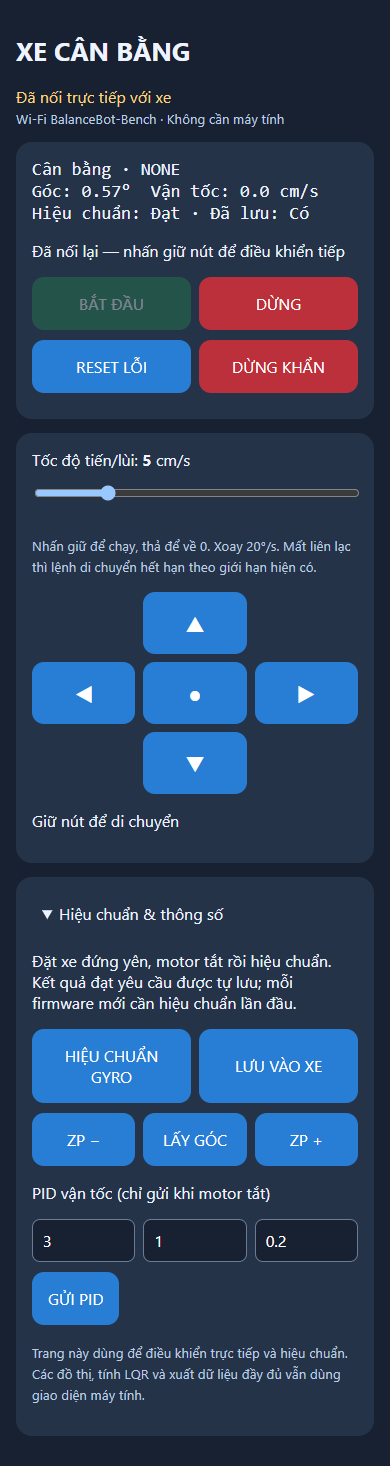 XE CÂN BẰNG
Đã nối trực tiếp với xe
Wi-Fi BalanceBot-Bench · Không cần máy tính
Cân bằng · NONE
Góc: 0.57° Vận tốc: 0.0 cm/s
Hiệu chuẩn: Đạt · Đã lưu: Có
Đã nối lại — nhấn giữ nút để điều khiển tiếp
BẮT ĐẦU
DỪNG
RESET LỖI
DỪNG KHẨN
Tốc độ tiến/lùi: 5 cm/s
Nhấn giữ để chạy, thả để về 0. Xoay 20°/s. Mất liên lạc
thì lệnh di chuyển hết hạn theo giới hạn hiện có.
▲
◀ ● ▶
▼
Giữ nút để di chuyển
▼ Hiệu chuẩn & thông số
Đặt xe đứng yên, motor tắt rồi hiệu chuẩn.
Kết quả đạt yêu cầu được tự lưu; mỗi
firmware mới cần hiệu chuẩn lần đầu.
HIỆU CHUẨN
GYRO
LƯU VÀO XE
ZP −
LẤY GÓC
ZP +
PID vận tốc (chỉ gửi khi motor tắt)
3
1
0.2
GỬI PID
Trang này dùng để điều khiển trực tiếp và hiệu chuẩn.
Các đồ thị, tính LQR và xuất dữ liệu đầy đủ vẫn dùng
giao diện máy tính.